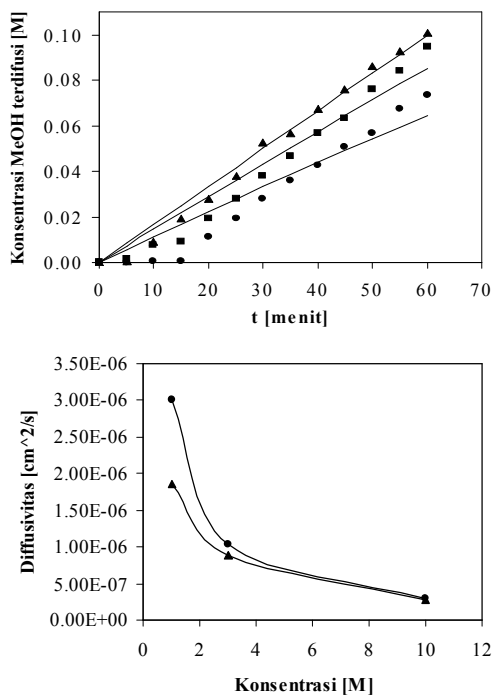 Konsentrasi MeOH terdifusi [M]
0.10
0.08
0.06
0.04
0.02
0.00
0 10 20 30 40 50 60 70
t [menit]
Diffusivitas [cm^2/s]
3.50E-06
3.00E-06
2.50E-06
2.00E-06
1.50E-06
1.00E-06
5.00E-07
0.00E+00
0 2 4 6 8 10 12
Konsentrasi [M]